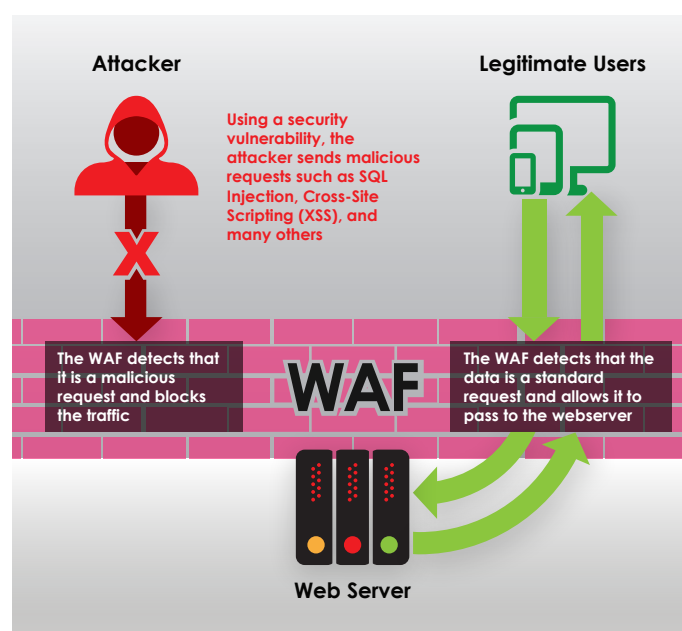 Attacker
Legitimate Users
Using a security
vulnerability, the
attacker sends malicious
requests such as SQL
Injection, Cross-Site
Scripting (XSS), and
many others
X
The WAF detects that
it is a malicious
request and blocks
the traffic
WAF
The WAF detects that the
data is a standard
request and allows it to
pass to the webserver
Web Server